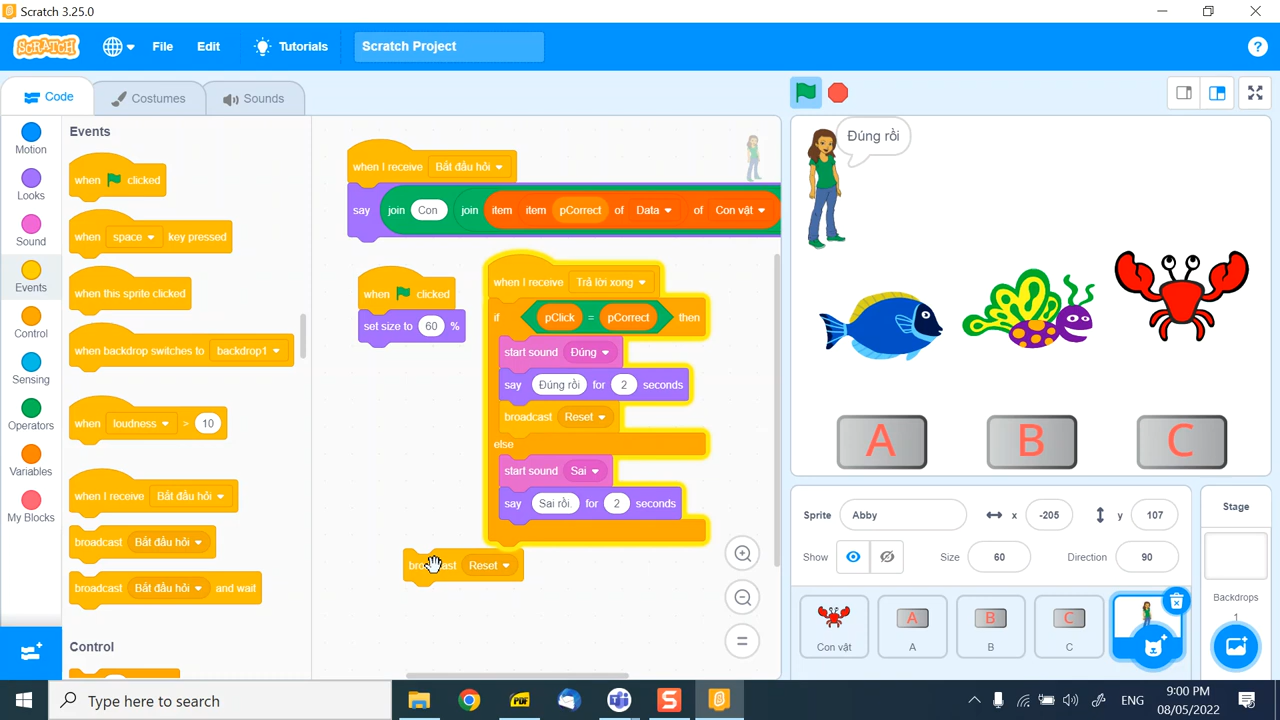 Scratch 3.25.0
SCRATCH File Edit Tutorials Scratch Project ?
Code Costumes Sounds
Motion
Looks
Sound
Events
Control
Sensing
Operators
Variables
My Blocks
Events
when clicked
when space key pressed
when this sprite clicked
when backdrop switches to backdrop1
when loudness > 10
when I receive Bắt đầu hỏi
broadcast Bắt đầu hỏi
broadcast Bắt đầu hỏi and wait
Control
when I receive Bắt đầu hỏi
say join Con join item item pCorrect of Data of Con vật
when clicked
set size to 60 %
when I receive Trả lời xong
if pClick = pCorrect then
start sound Đúng
say Đúng rồi for 2 seconds
broadcast Reset
else
start sound Sai
say Sai rồi. for 2 seconds
broadcast Reset
Đúng rồi
A B C
Sprite Abby x -205 y 107
Show Size 60 Direction 90
Con vật A B C
Stage
Backdrops
1
Type here to search
PDF
S
ENG
9:00 PM
08/05/2022